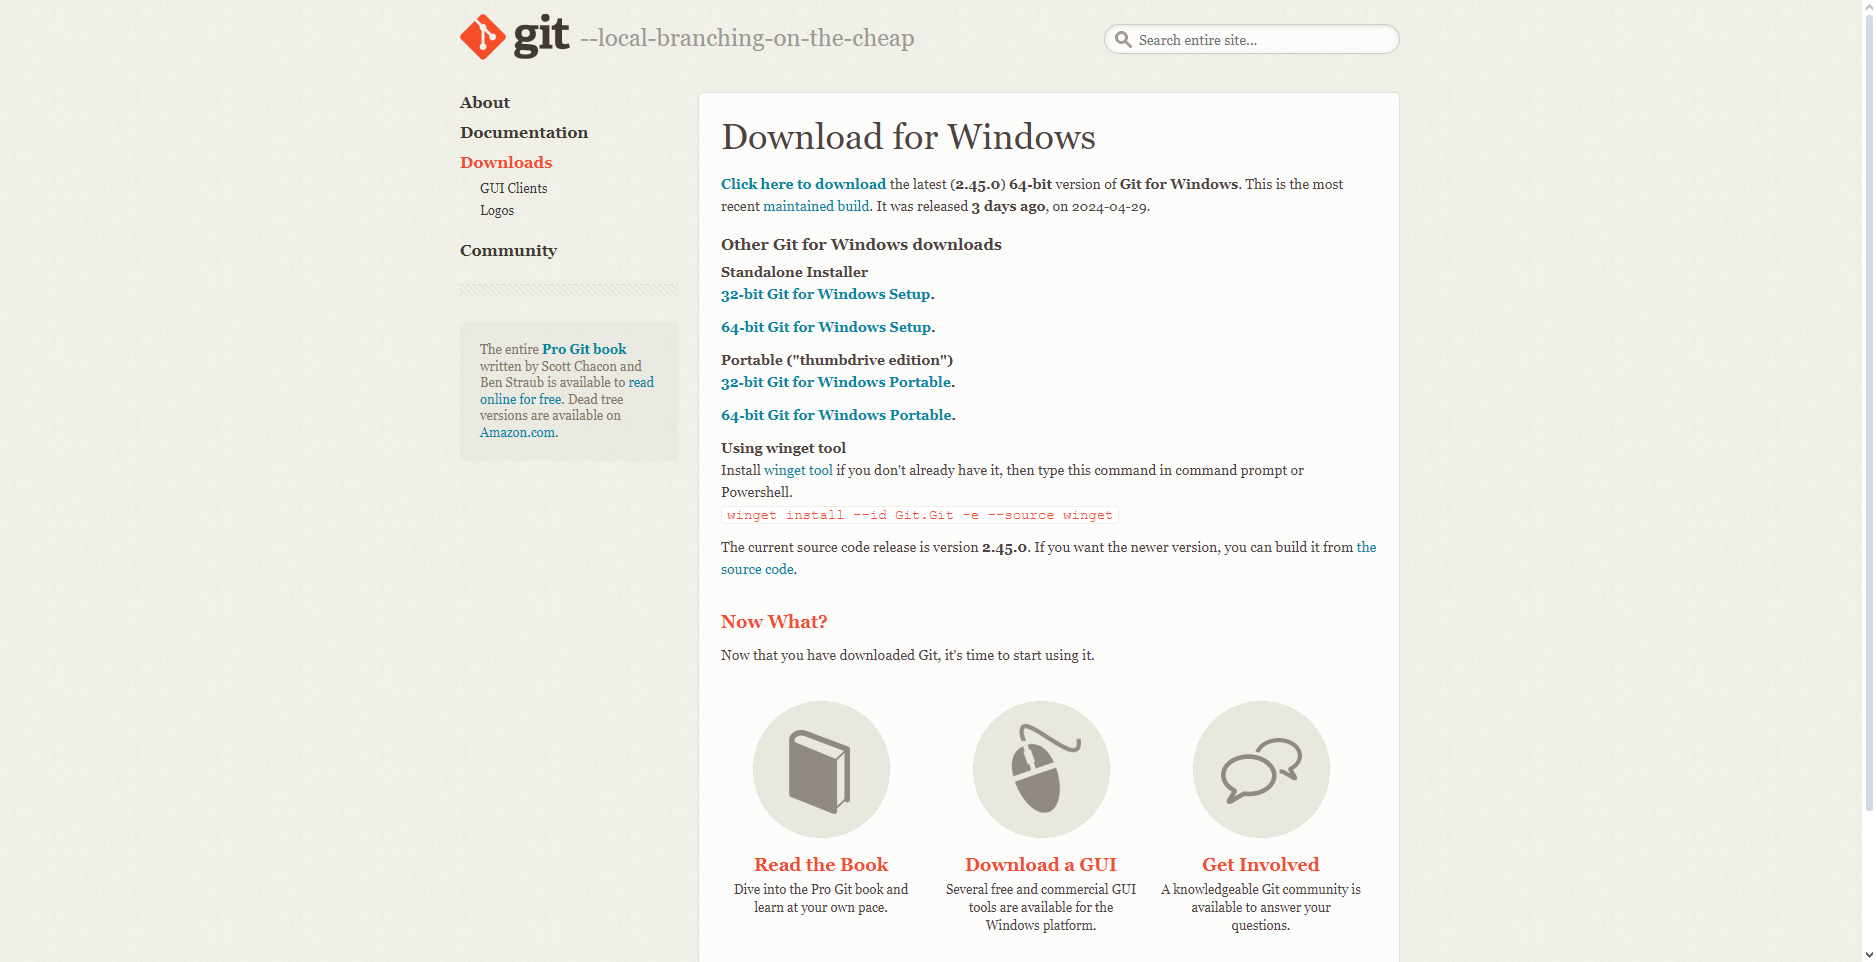 git --local-branching-on-the-cheap
Search entire site...
About
Documentation
Downloads
GUI Clients
Logos
Community
The entire Pro Git book
written by Scott Chacon and
Ben Straub is available to read
online for free. Dead tree
versions are available on
Amazon.com.
Download for Windows
Click here to download the latest (2.45.0) 64-bit version of Git for Windows. This is the most
recent maintained build. It was released 3 days ago, on 2024-04-29.
Other Git for Windows downloads
Standalone Installer
32-bit Git for Windows Setup.
64-bit Git for Windows Setup.
Portable ("thumbdrive edition")
32-bit Git for Windows Portable.
64-bit Git for Windows Portable.
Using winget tool
Install winget tool if you don't already have it, then type this command in command prompt or
Powershell.
winget install --id Git.Git -e --source winget
The current source code release is version 2.45.0. If you want the newer version, you can build it from the
source code.
Now What?
Now that you have downloaded Git, it's time to start using it.
Read the Book
Dive into the Pro Git book and
learn at your own pace.
Download a GUI
Several free and commercial GUI
tools are available for the
Windows platform.
Get Involved
A knowledgeable Git community is
available to answer your
questions.